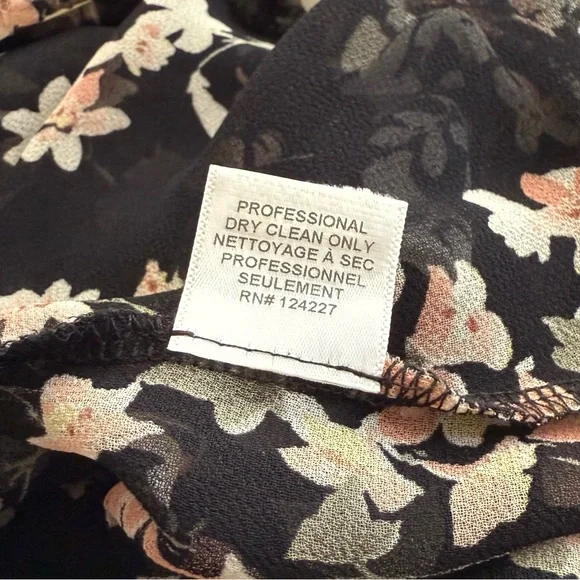 PROFESSIONAL
DRY CLEAN ONLY
NETTOYAGE À SEC
PROFESSIONNEL
SEULEMENT
RN# 124227